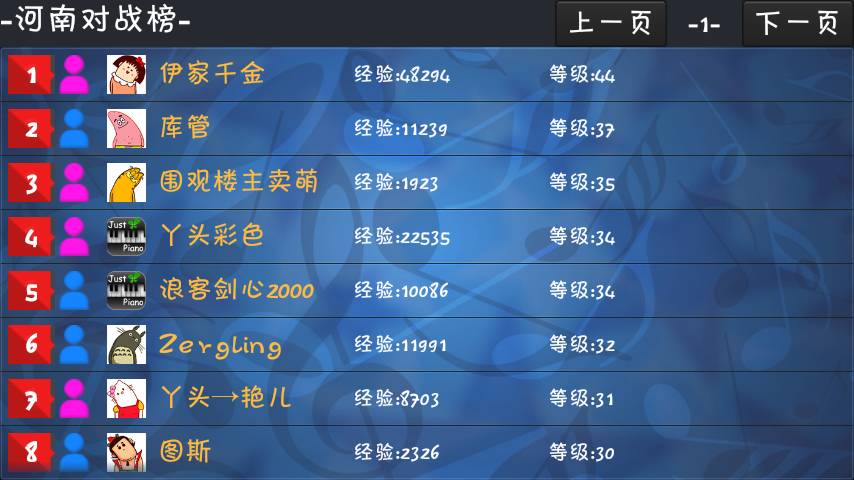 -河南对战榜- 上一页 -1- 下一页
1 伊家千金 经验:48294 等级:44
2 库管 经验:11239 等级:37
3 围观楼主卖萌 经验:1923 等级:35
4 Just Piano 丫头彩色 经验:22535 等级:34
5 Just Piano 浪客剑心2000 经验:10086 等级:34
6 Zergling 经验:11991 等级:32
7 丫头→艳儿 经验:8703 等级:31
8 图斯 经验:2326 等级:30